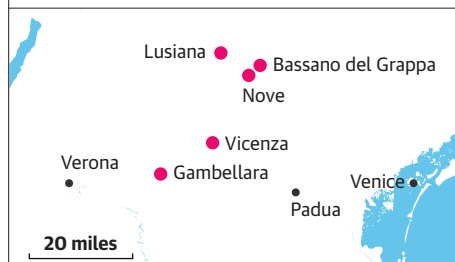 Lusiana
Bassano del Grappa
Nove
Vicenza
Verona
Gambellara
Venice
Padua
20 miles